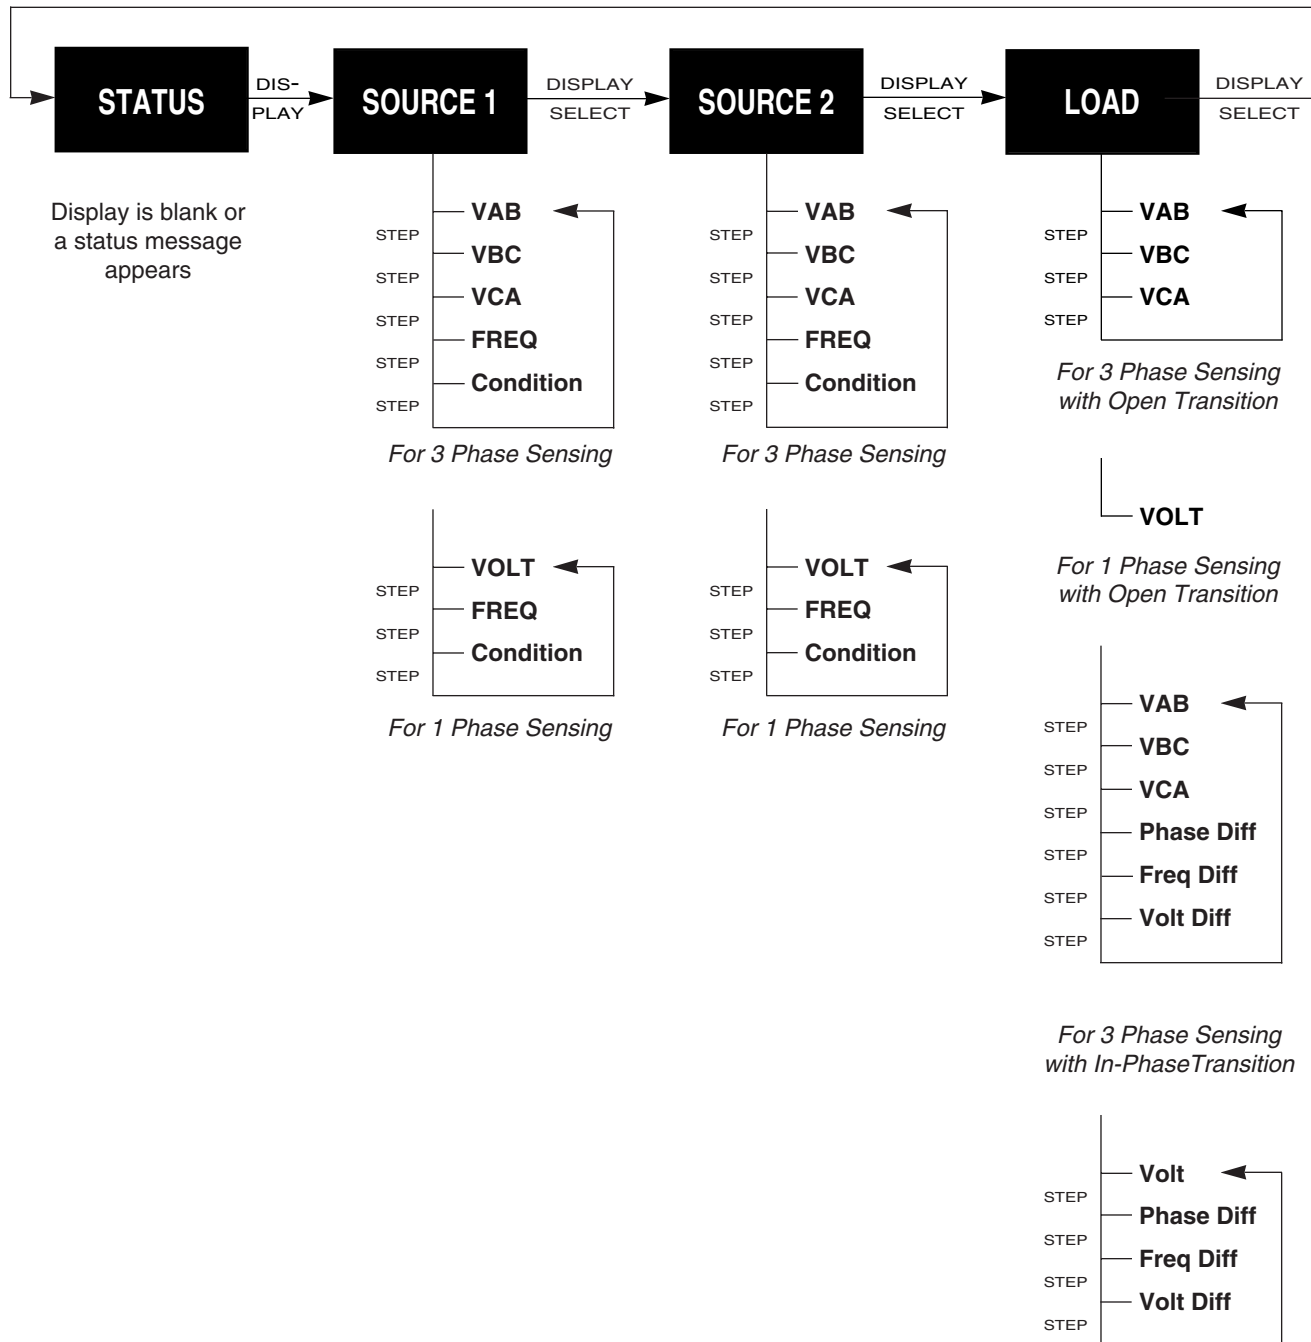 STATUS
DIS-
PLAY
SOURCE 1
DISPLAY
SELECT
SOURCE 2
DISPLAY
SELECT
LOAD
DISPLAY
SELECT
Display is blank or
a status message
appears
VAB
STEP
VBC
STEP
VCA
STEP
FREQ
STEP
Condition
STEP
For 3 Phase Sensing
VOLT
STEP
FREQ
STEP
Condition
STEP
For 1 Phase Sensing
VAB
STEP
VBC
STEP
VCA
STEP
FREQ
STEP
Condition
STEP
For 3 Phase Sensing
VOLT
STEP
FREQ
STEP
Condition
STEP
For 1 Phase Sensing
VAB
STEP
VBC
STEP
VCA
STEP
For 3 Phase Sensing
with Open Transition
VOLT
For 1 Phase Sensing
with Open Transition
VAB
STEP
VBC
STEP
VCA
STEP
Phase Diff
STEP
Freq Diff
STEP
Volt Diff
STEP
For 3 Phase Sensing
with In-PhaseTransition
Volt
STEP
Phase Diff
STEP
Freq Diff
STEP
Volt Diff
STEP